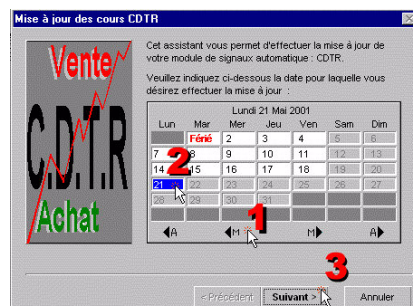 Mise à jour des cours CDTR
Vente
C.D.T.R
Achat
Cet assistant vous permet d'effectuer la mise à jour de
votre module de signaux automatique : CDTR.
Veuillez indiquez ci-dessous la date pour laquelle vous
désirez effectuer la mise à jour :
Lundi 21 Mai 2001
Lun Mar Mer Jeu Ven Sam Dim
Férié 2 3 4 5 6
7 8 9 10 11 12 13
14 15 16 17 18 19 20
21 22 23 24 25 26 27
28 29 30 31
A M M A
1
2
3
< Précédent Suivant > Annuler